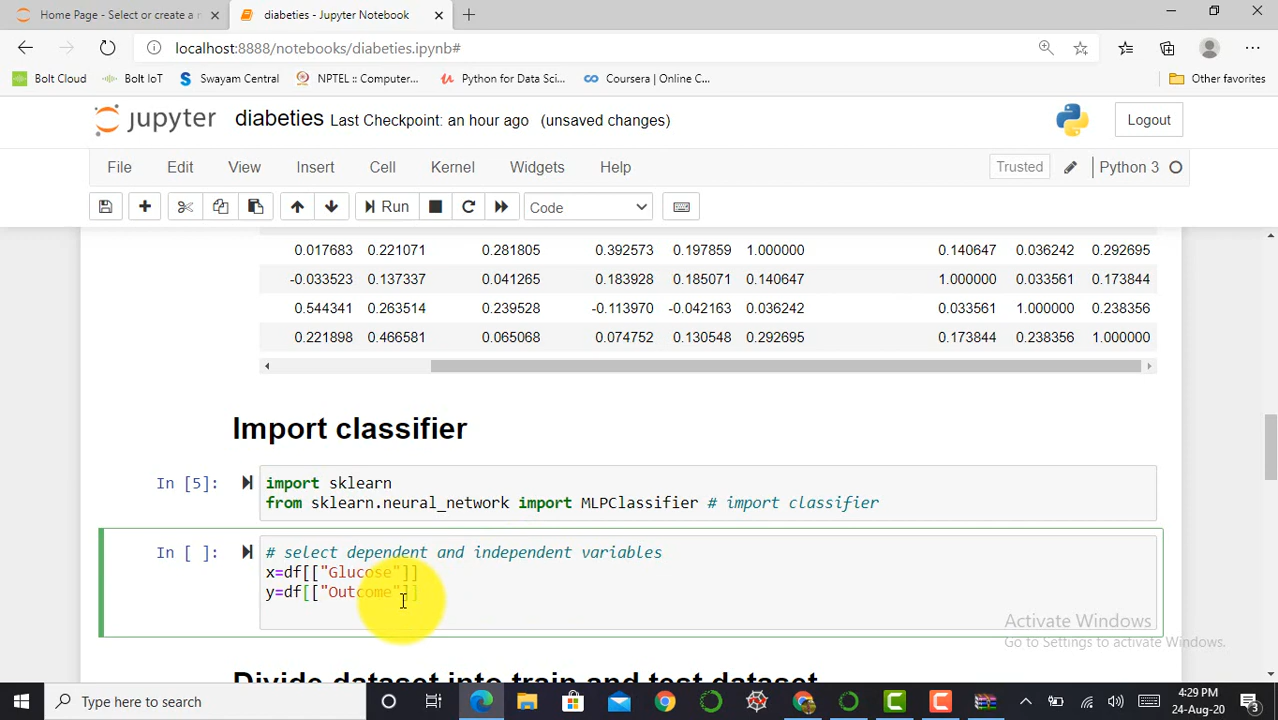 Home Page - Select or create a n
diabeties - Jupyter Notebook
localhost:8888/notebooks/diabeties.ipynb#
Bolt Cloud
Bolt IoT
Swayam Central
NPTEL :: Computer...
Python for Data Sci...
Coursera | Online C...
Other favorites
jupyter diabeties Last Checkpoint: an hour ago (unsaved changes)
Logout
File Edit View Insert Cell Kernel Widgets Help
Trusted
Python 3
Run
Code
0.017683 0.221071 0.281805 0.392573 0.197859 1.000000 0.140647 0.036242 0.292695
-0.033523 0.137337 0.041265 0.183928 0.185071 0.140647 1.000000 0.033561 0.173844
0.544341 0.263514 0.239528 -0.113970 -0.042163 0.036242 0.033561 1.000000 0.238356
0.221898 0.466581 0.065068 0.074752 0.130548 0.292695 0.173844 0.238356 1.000000
Import classifier
In [5]:
import sklearn
from sklearn.neural_network import MLPClassifier # import classifier
In [ ]:
# select dependent and independent variables
x=df[["Glucose"]]
y=df[["Outcome"]]
Activate Windows
Go to Settings to activate Windows.
Divide dataset into train and test dataset
Type here to search
4:29 PM
24-Aug-20
3